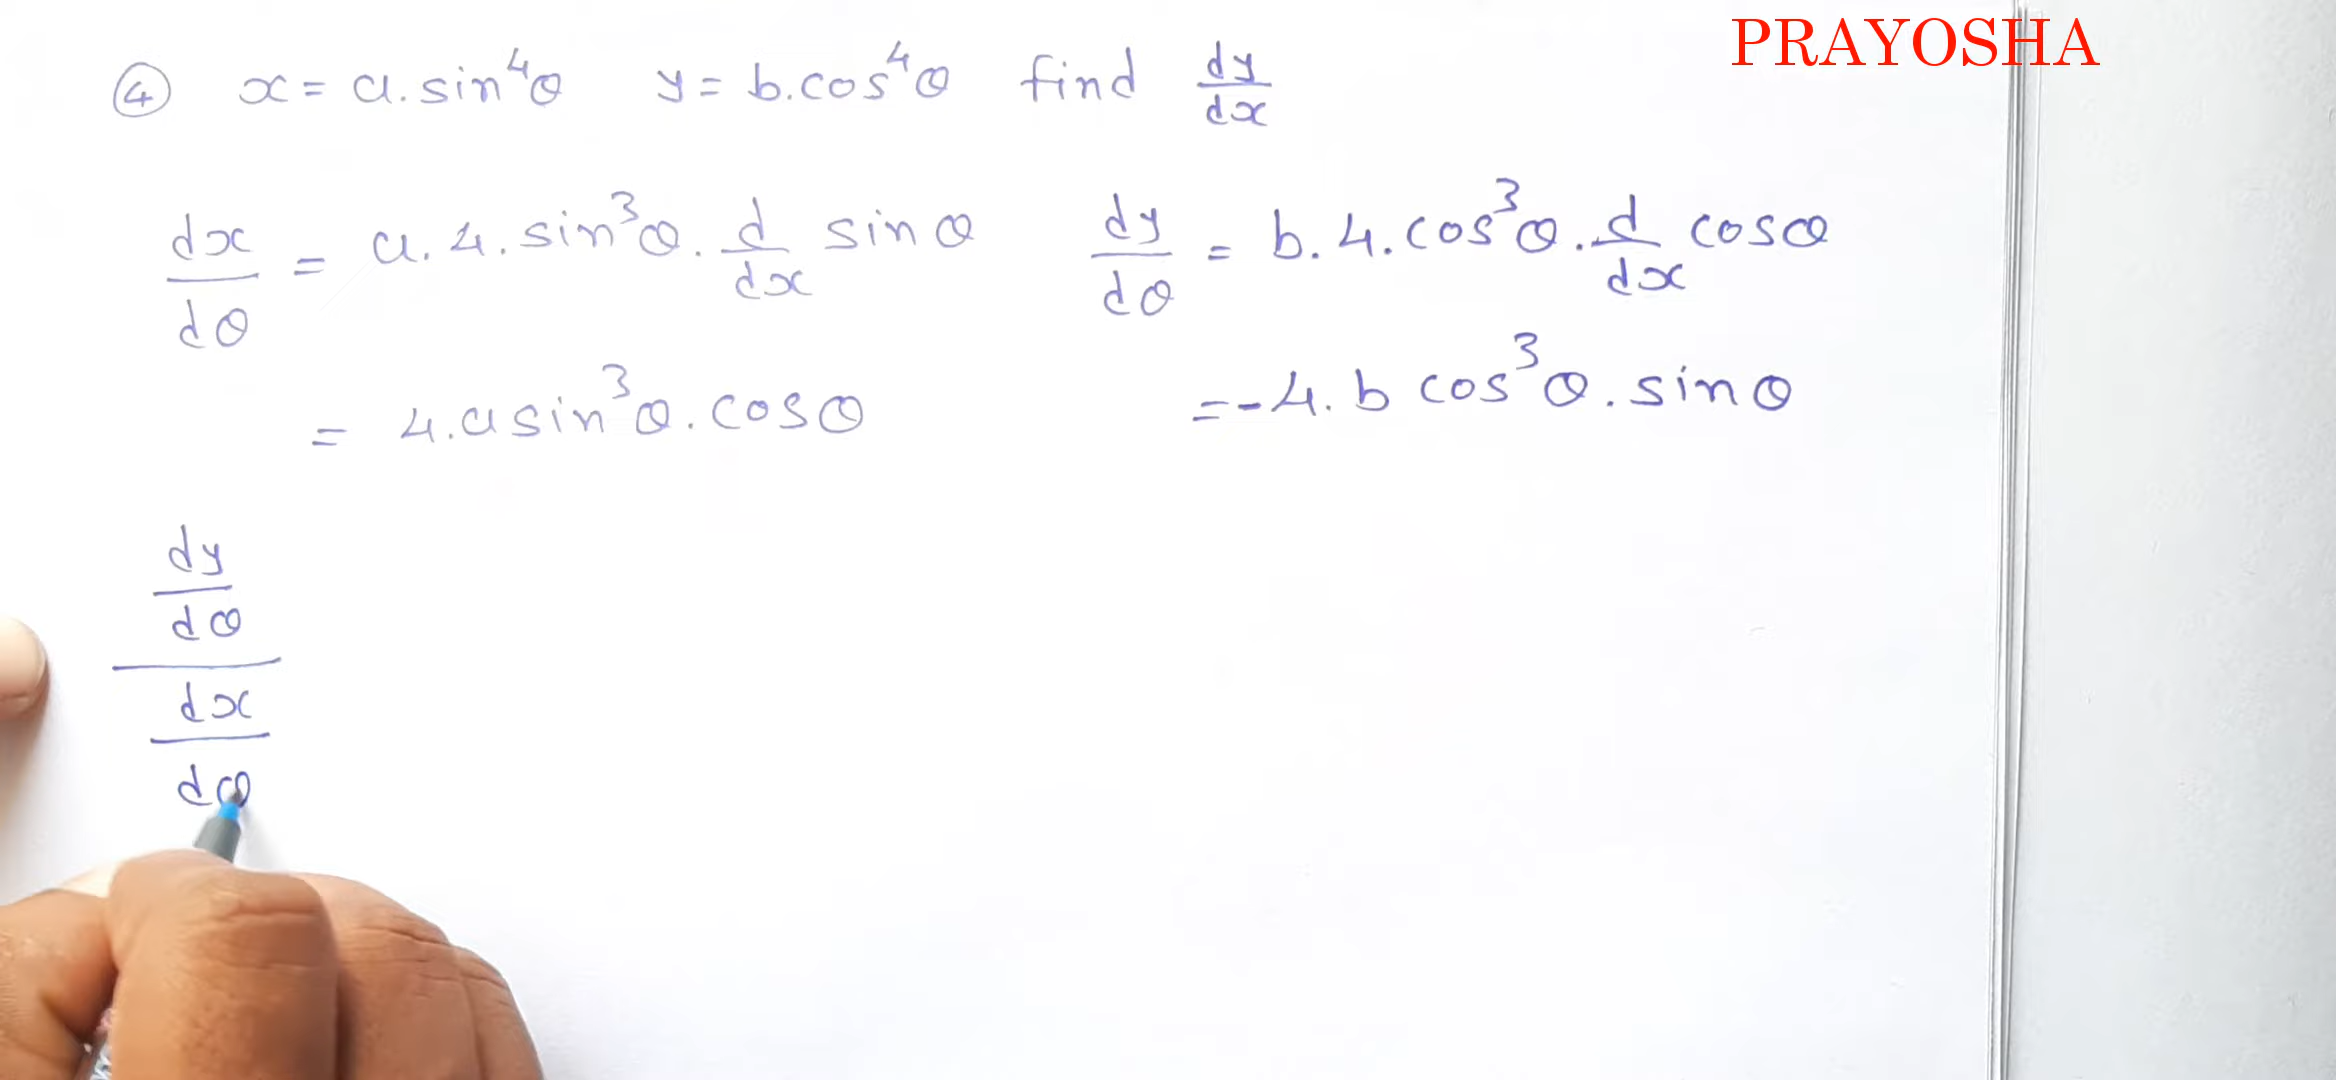 PRAYOSHA
④ x = a.sin⁴θ y = b.cos⁴θ find dy/dx
dx/dθ = a.4.sin³θ.d/dx sinθ dy/dθ = b.4.cos³θ.d/dx cosθ
= 4.a sin³θ.cosθ = -4.b cos³θ.sinθ
dy
dθ
dx
dθ